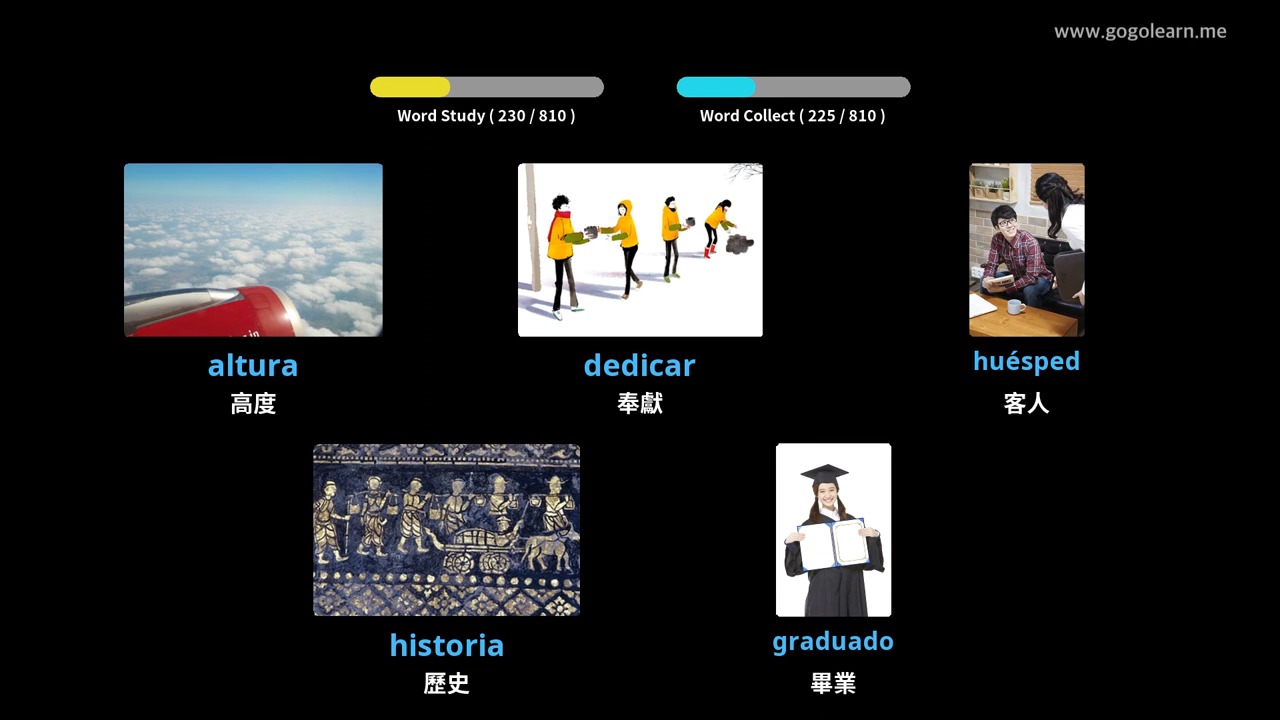 www.gogolearn.me
Word Study ( 230 / 810 )
Word Collect ( 225 / 810 )
altura
高度
dedicar
奉獻
huésped
客人
historia
歷史
graduado
畢業